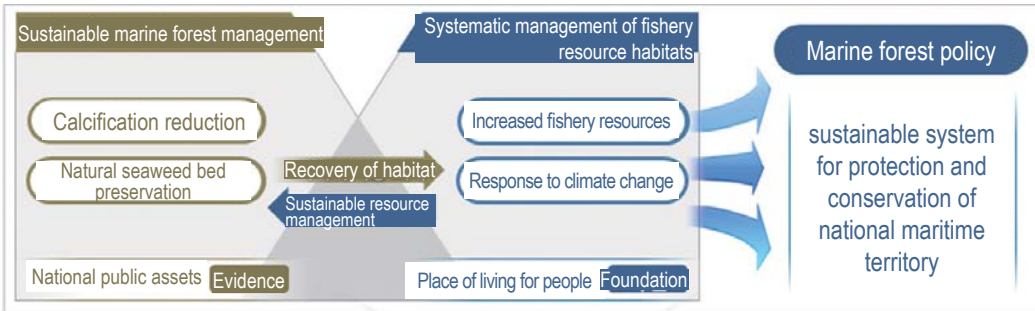 Sustainable marine forest management
Calcification reduction
Natural seaweed bed
preservation
National public assets Evidence
Recovery of habitat
Sustainable resource
management
Systematic management of fishery
resource habitats
Increased fishery resources
Response to climate change
Place of living for people Foundation
Marine forest policy
sustainable system
for protection and
conservation of
national maritime
territory